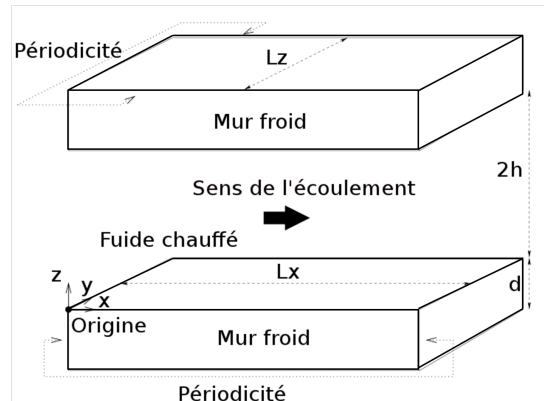 Périodicité
Lz
Mur froid
2h
Sens de l'écoulement
Fuide chauffé
z
y
x
Lx
d
Origine
Mur froid
Périodicité